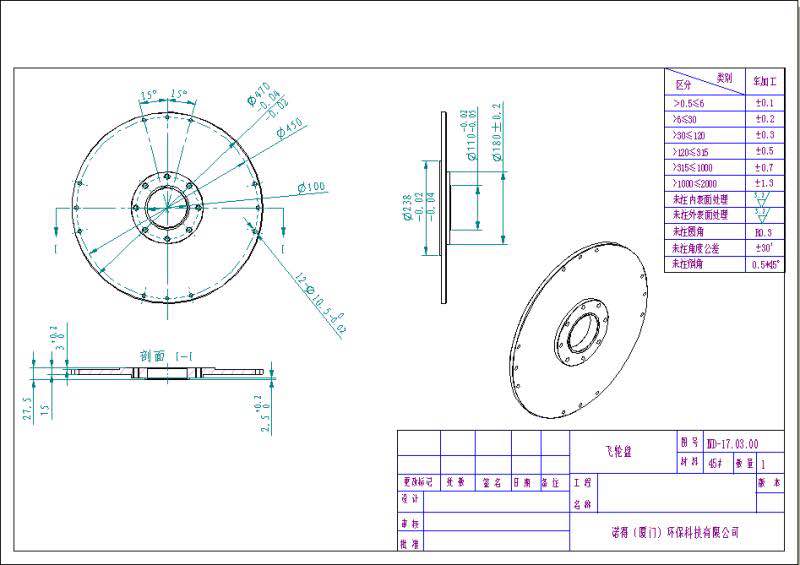 15° 15°
Ø470
-0.04
-0.02
Ø450
Ø100
12-Ø10.5 0
-0.02
I I
Ø110 -0.02
-0.05
Ø180±0.2
Ø238
-0.02
-0.04
剖面 I-I
3 +0.2
0
27.5
15
2.5 +0.2
0
类别
区分
车加工
>0.5≤6 ±0.1
>6≤30 ±0.2
>30≤120 ±0.3
>120≤315 ±0.5
>315≤1000 ±0.7
>1000≤2000 ±1.3
未注内表面处理 3.2
未注外表面处理 3.2
未注圆角 R0.3
未注角度公差 ±30'
未注倒角 0.5*45°
飞轮盘
图号 ND-17.03.00
材料 45# 数量 1
更改标记 处数 签名 日期 备注
工程
名称
版本
设计
审核
批准
诺得（厦门）环保科技有限公司